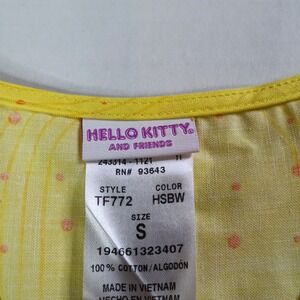 HELLO KITTY®
AND FRIENDS
243314-1121 11
RN# 93643
STYLE COLOR
TF772 HSBW
SIZE
S
194661323407
100% COTTON/ALGODÓN
MADE IN VIETNAM
HECHO EN VIETNAM